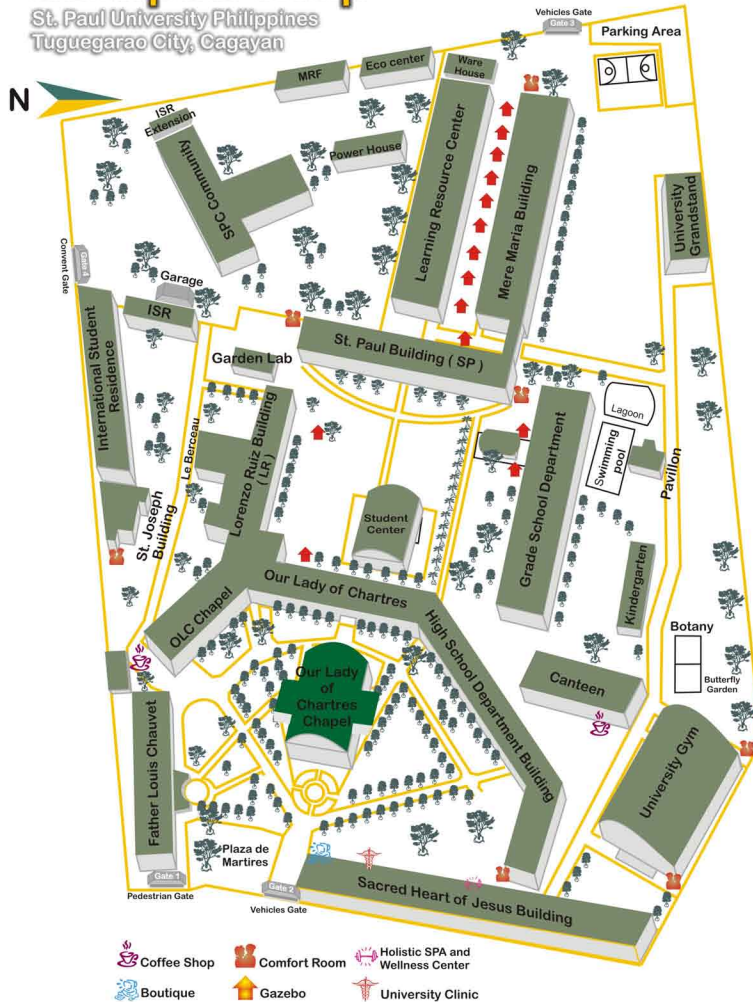 St. Paul University Philippines
Tuguegarao City, Cagayan
N
Vehicles Gate
Gate 3
Parking Area
MRF
Eco center
Ware
House
ISR
Extension
SPC Community
Power House
Learning Resource Center
Mere Maria Building
University
Grandstand
Convent Gate
Gate 4
Garage
ISR
International Student
Residence
Garden Lab
St. Paul Building ( SP )
Le Berceau
Lorenzo Ruiz Building
( LR )
Lagoon
Swimming
pool
Pavillon
Grade School Department
Student
Center
St. Joseph
Building
OLC Chapel
Our Lady of Chartres
High School Department Building
Kindergarten
Botany
Butterfly
Garden
Canteen
Our Lady
of
Chartres
Chapel
University Gym
Father Louis Chauvet
Plaza de
Martires
Gate 1
Pedestrian Gate
Gate 2
Vehicles Gate
Sacred Heart of Jesus Building
Coffee Shop
Comfort Room
Holistic SPA and
Wellness Center
Boutique
Gazebo
University Clinic